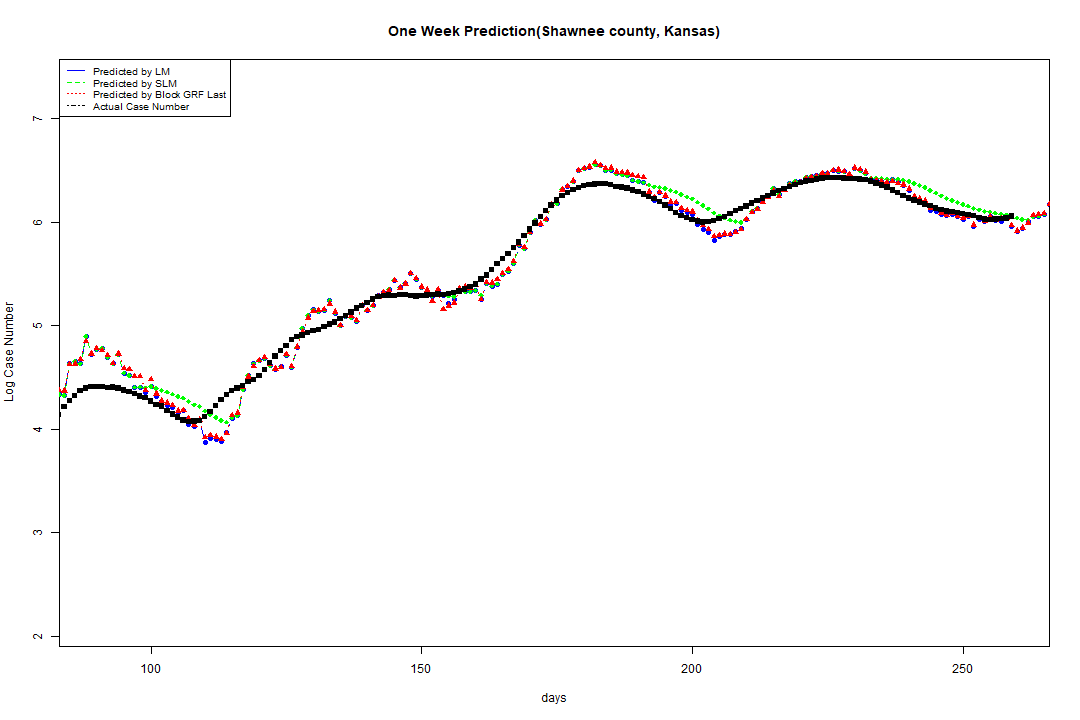 One Week Prediction(Shawnee county, Kansas)
Predicted by LM
Predicted by SLM
Predicted by Block GRF Last
Actual Case Number
7
6
5
4
3
2
Log Case Number
100 150 200 250
days